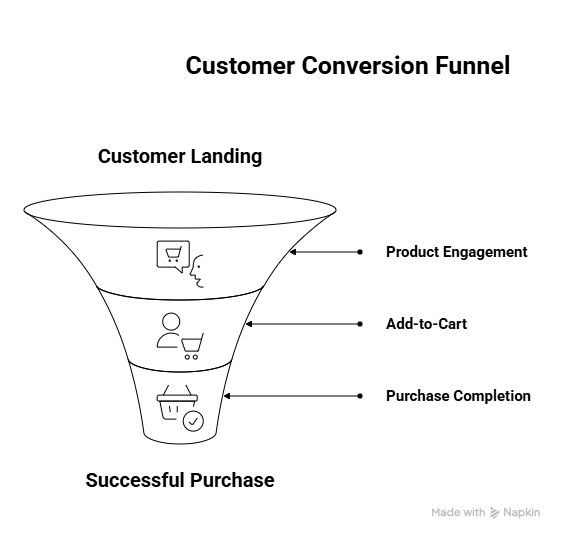 Customer Conversion Funnel
Customer Landing
Product Engagement
Add-to-Cart
Purchase Completion
Successful Purchase
Made with Napkin